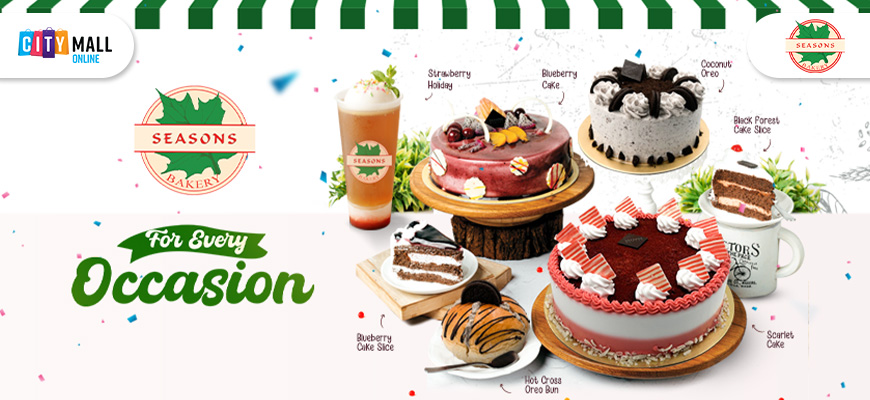 CITY MALL
ONLINE
SEASONS
BAKERY
SEASONS
BAKERY
For Every
Occasion
Strawberry
Holiday
Blueberry
Cake
Coconut
Oreo
Black Forest
Cake Slice
SEASONS
Blueberry
Cake Slice
Hot Cross
Oreo Bun
Scarlet
Cake